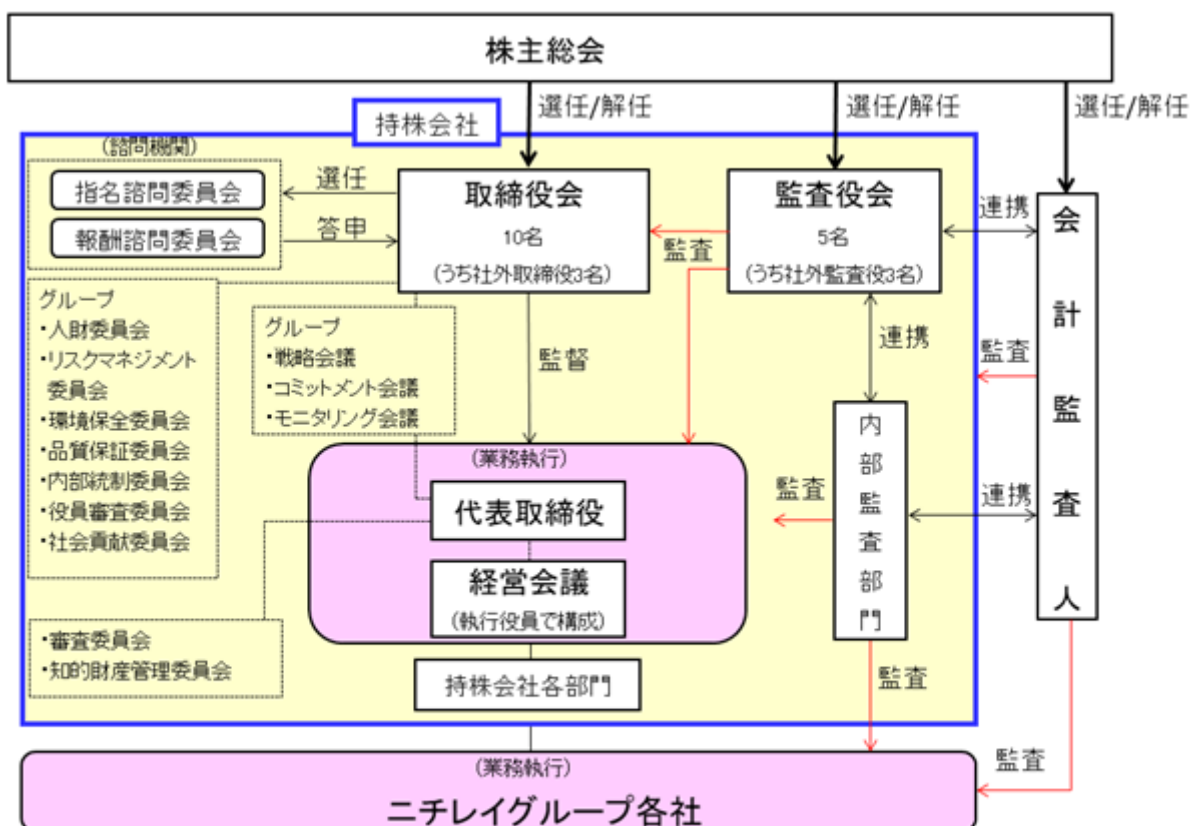 株主総会
選任/解任
選任/解任
選任/解任
持株会社
(諮問機関)
指名諮問委員会
報酬諮問委員会
選任
答申
取締役会
10名
(うち社外取締役3名)
監査
監査役会
5名
(うち社外監査役3名)
連携
会計監査人
グループ
・人財委員会
・リスクマネジメント
委員会
・環境保全委員会
・品質保証委員会
・内部統制委員会
・役員審査委員会
・社会貢献委員会
グループ
・戦略会議
・コミットメント会議
・モニタリング会議
監督
連携
監査
(業務執行)
代表取締役
経営会議
(執行役員で構成)
監査
内部監査部門
連携
・審査委員会
・知的財産管理委員会
持株会社各部門
監査
監査
(業務執行)
ニチレイグループ各社